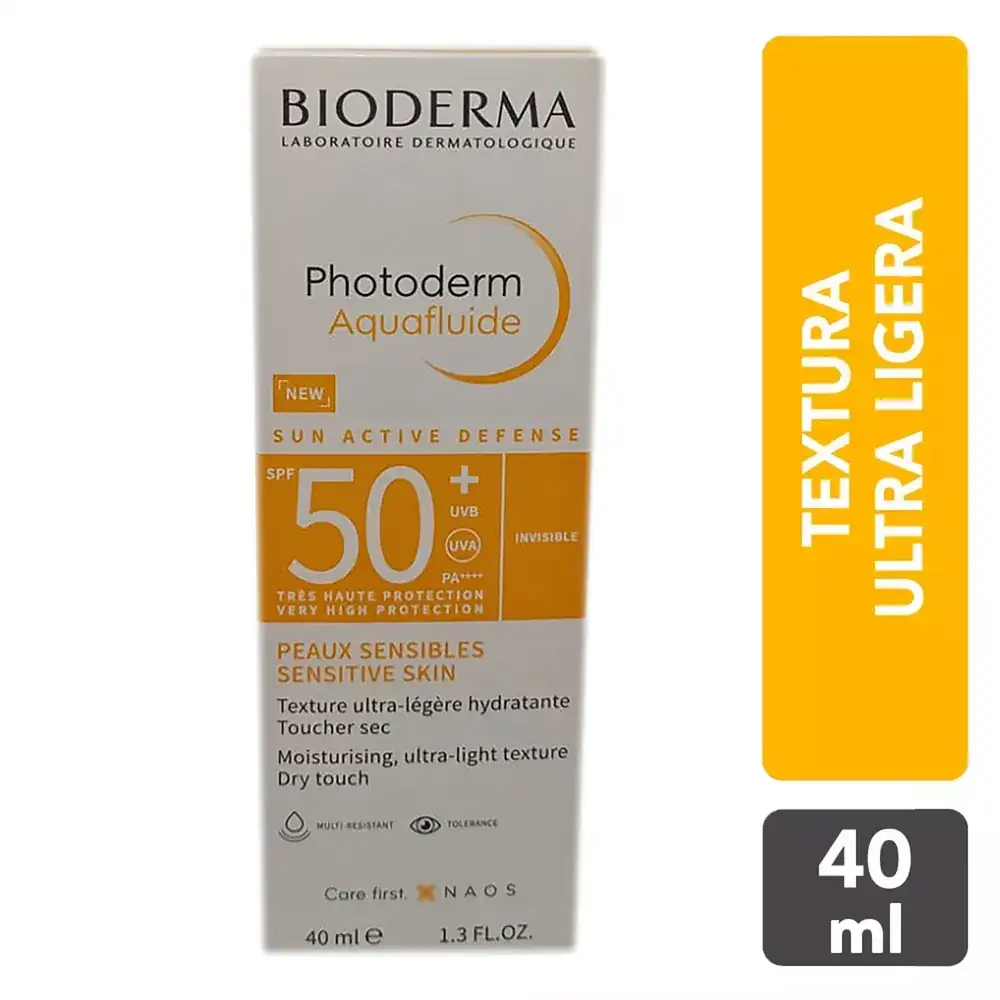 BIODERMA
LABORATOIRE DERMATOLOGIQUE
Photoderm
Aquafluide
NEW
SUN ACTIVE DEFENSE
SPF 50+
UVB
UVA
PA++++
INVISIBLE
TRÈS HAUTE PROTECTION
VERY HIGH PROTECTION
PEAUX SENSIBLES
SENSITIVE SKIN
Texture ultra-légère hydratante
Toucher sec
Moisturising, ultra-light texture
Dry touch
MULTI-RESISTANT
TOLERANCE
Care first. NAOS
40 ml e 1.3 FL.OZ.
TEXTURA
ULTRA LIGERA
40
ml